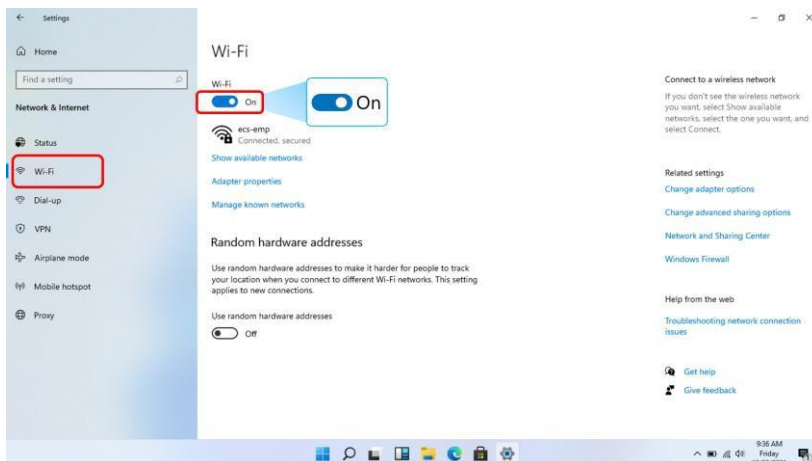 Settings
Home
Find a setting
Network & Internet
Status
Wi-Fi
Dial-up
VPN
Airplane mode
Mobile hotspot
Proxy
Wi-Fi
Wi-Fi
On
On
ecs-emp
Connected, secured
Show available networks
Adapter properties
Manage known networks
Random hardware addresses
Use random hardware addresses to make it harder for people to track
your location when you connect to different Wi-Fi networks. This setting
applies to new connections.
Use random hardware addresses
Off
Connect to a wireless network
If you don't see the wireless network
you want, select Show available
networks, select the one you want, and
select Connect.
Related settings
Change adapter options
Change advanced sharing options
Network and Sharing Center
Windows Firewall
Help from the web
Troubleshooting network connection
issues
Get help
Give feedback
9:36 AM
Friday